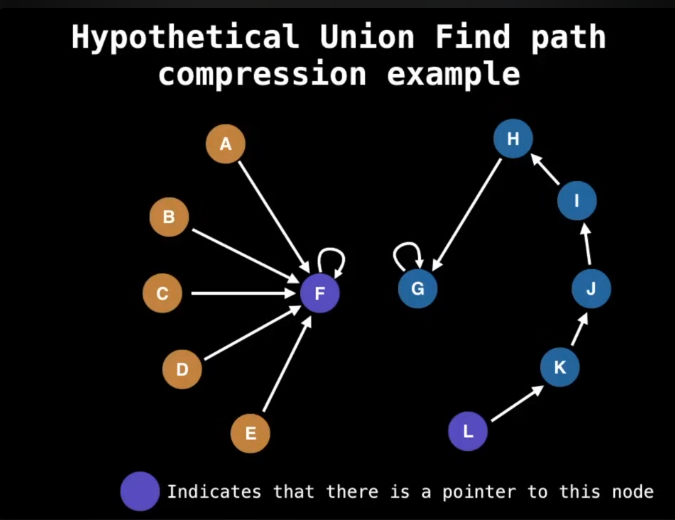 Hypothetical Union Find path
compression example
A
H
I
B
F
G
C
J
D
K
E
L
Indicates that there is a pointer to this node